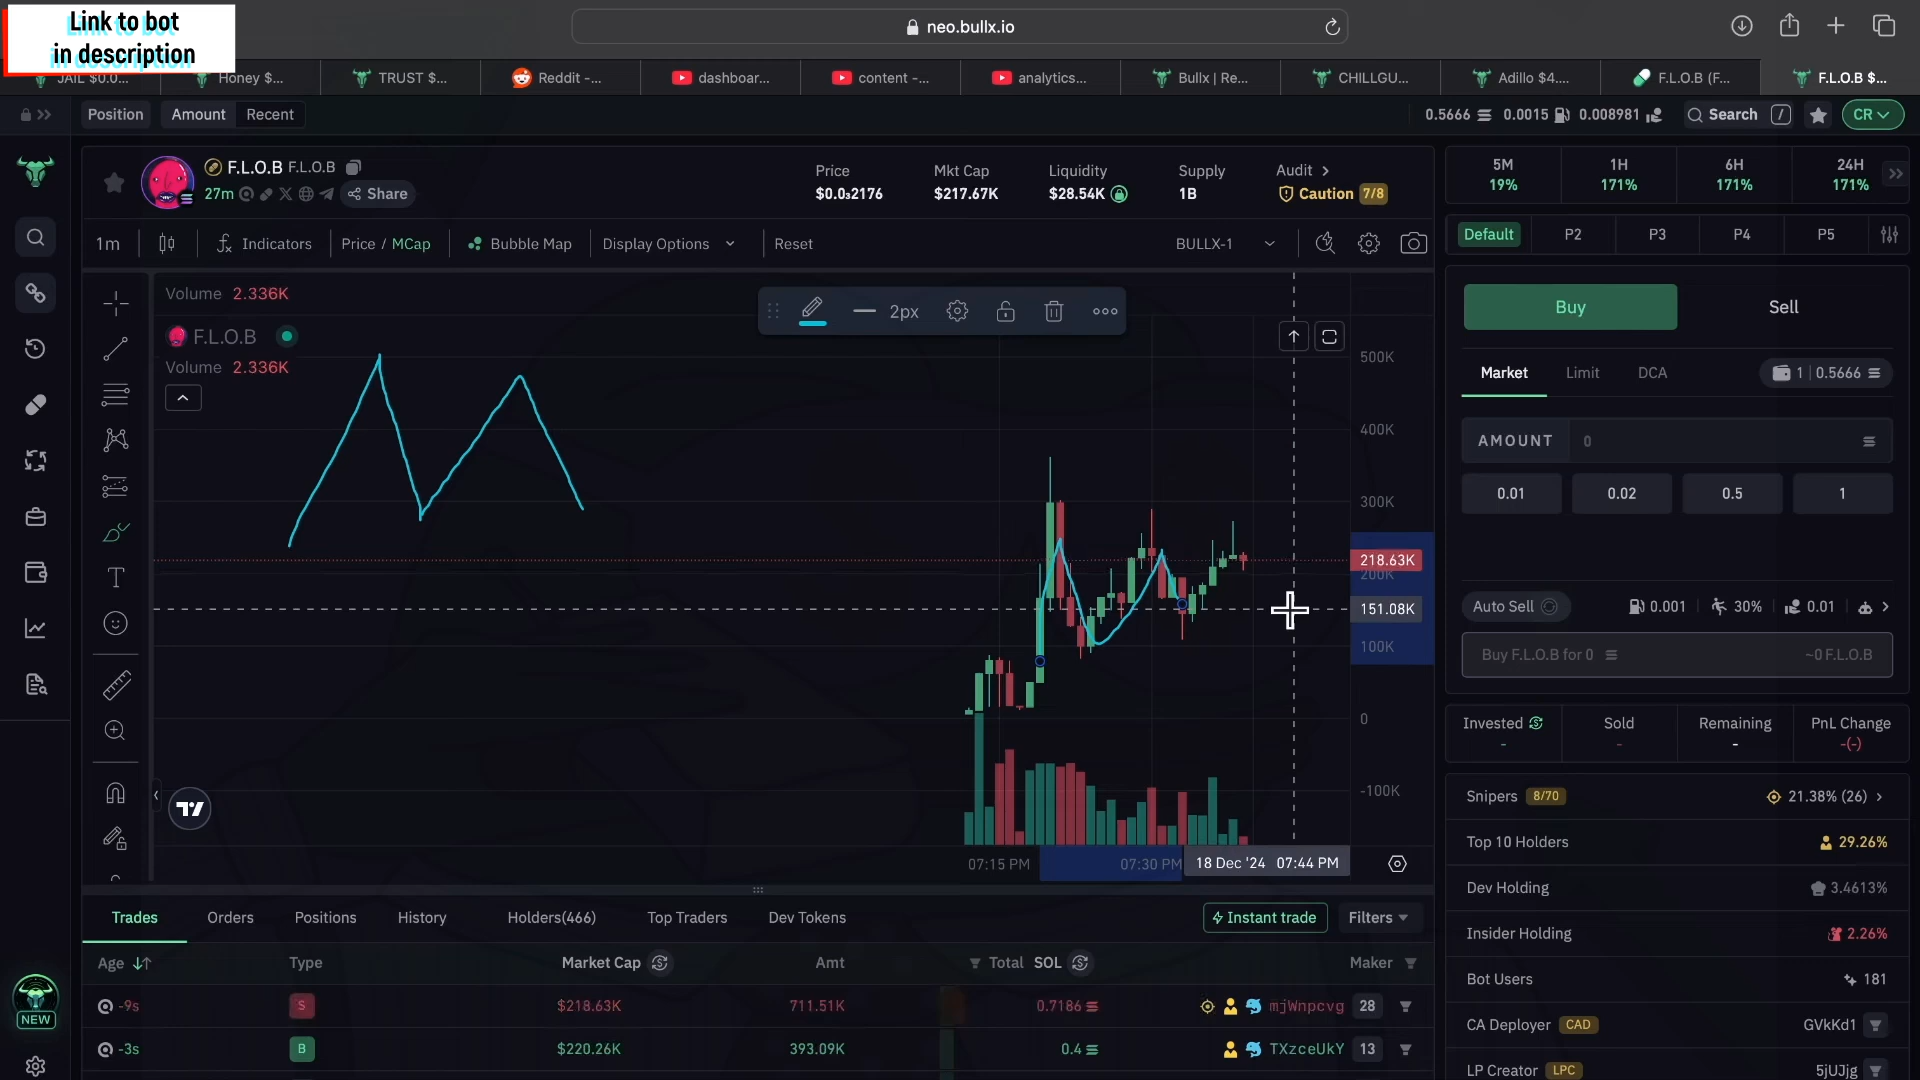 Link to bot
in description
neo.bullx.io
JAIL $0.0...
Honey $...
TRUST $...
Reddit -...
dashboar...
content -...
analytics...
Bullx | Re...
CHILLGU...
Adillo $4....
F.L.O.B (F...
F.L.O.B $...
Position
Amount
Recent
0.5666
0.0015
0.008981
Search
/
CR
F.L.O.B F.L.O.B
27m
Share
Price
$0.0₃2176
Mkt Cap
$217.67K
Liquidity
$28.54K
Supply
1B
Audit
Caution 7/8
5M
19%
1H
171%
6H
171%
24H
171%
1m
Indicators
Price / MCap
Bubble Map
Display Options
Reset
BULLX-1
Default
P2
P3
P4
P5
Volume 2.336K
F.L.O.B
Volume 2.336K
2px
500K
400K
300K
218.63K
200K
151.08K
100K
0
-100K
07:15 PM
07:30 PM
18 Dec '24 07:44 PM
Buy
Sell
Market
Limit
DCA
1 | 0.5666
AMOUNT 0
0.01
0.02
0.5
1
Auto Sell
0.001
30%
0.01
Buy F.L.O.B for 0
~0 F.L.O.B
Invested
-
Sold
-
Remaining
-
PnL Change
-(-)
Snipers 8/70
21.38% (26)
Top 10 Holders
29.26%
Dev Holding
3.4613%
Insider Holding
2.26%
Bot Users
181
CA Deployer CAD
GVkKd1
LP Creator LPC
5jUJjg
Trades
Orders
Positions
History
Holders(466)
Top Traders
Dev Tokens
Instant trade
Filters
Age
Type
Market Cap
Amt
Total SOL
Maker
-9s
S
$218.63K
711.51K
0.7186
mjWnpcvg
28
-3s
B
$220.26K
393.09K
0.4
TXzceUkY
13
NEW